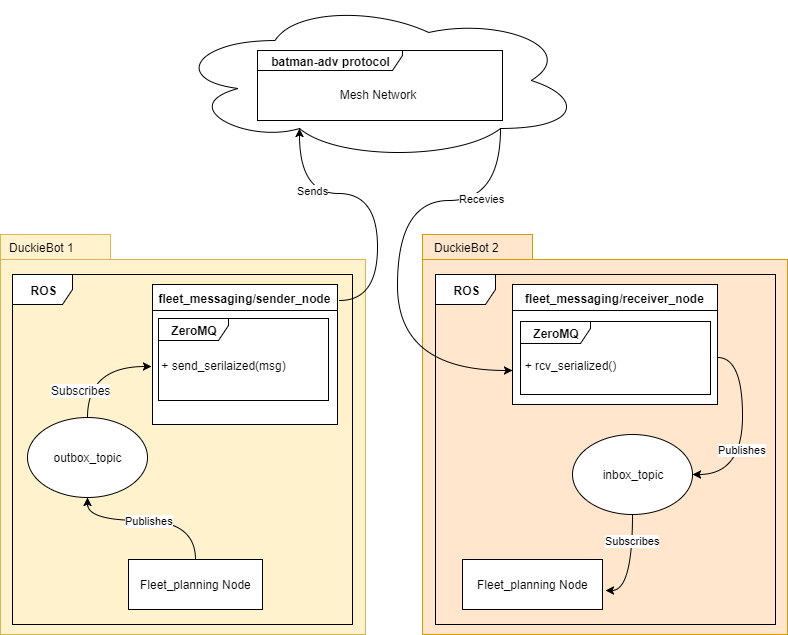 batman-adv protocol
Mesh Network
Sends
Recevies
DuckieBot 1
ROS
fleet_messaging/sender_node
ZeroMQ
+ send_serilaized(msg)
Subscribes
outbox_topic
Publishes
Fleet_planning Node
DuckieBot 2
ROS
fleet_messaging/receiver_node
ZeroMQ
+ rcv_serialized()
Publishes
inbox_topic
Subscribes
Fleet_planning Node